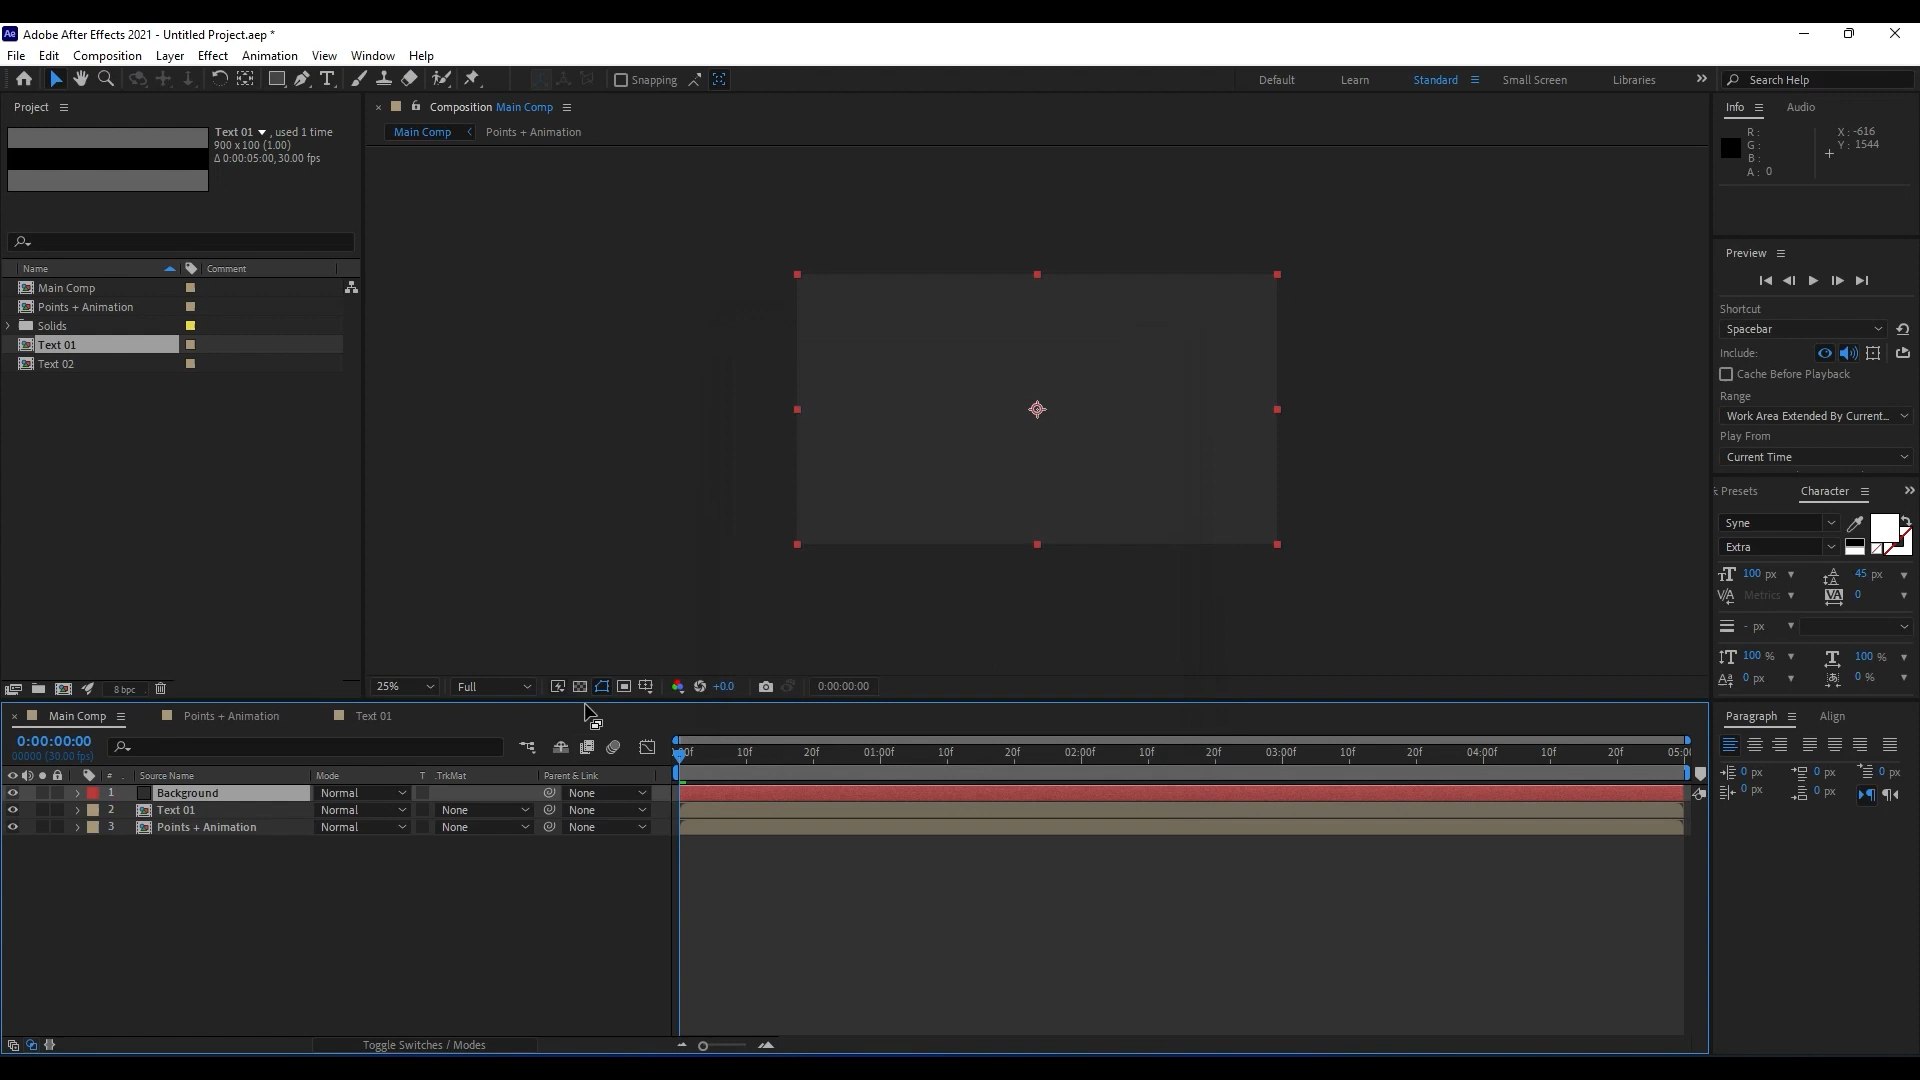 Adobe After Effects 2021 - Untitled Project.aep *
File Edit Composition Layer Effect Animation View Window Help
Snapping
Default Learn Standard Small Screen Libraries
Search Help
Project
Text 01 , used 1 time
900 x 100 (1.00)
Δ 0:00:05:00, 30.00 fps
Name Comment
Main Comp
Points + Animation
Solids
Text 01
Text 02
8 bpc
Composition Main Comp
Main Comp Points + Animation
25% Full +0.0 0:00:00:00
Info Audio
R :
G :
B :
A : 0
X : -616
Y : 1544
Preview
Shortcut
Spacebar
Include:
Cache Before Playback
Range
Work Area Extended By Current...
Play From
Current Time
Presets Character
Syne
Extra
100 px 45 px
Metrics 0
- px
100 % 100 %
0 px 0 %
Paragraph Align
0 px 0 px 0 px
0 px 0 px
Main Comp Points + Animation Text 01
0:00:00:00
00000 (30.00 fps)
# Source Name Mode T .TrkMat Parent & Link
1 Background Normal None
2 Text 01 Normal None None
3 Points + Animation Normal None None
10f 20f 01:00f 10f 20f 02:00f 10f 20f 03:00f 10f 20f 04:00f 10f 20f
Toggle Switches / Modes